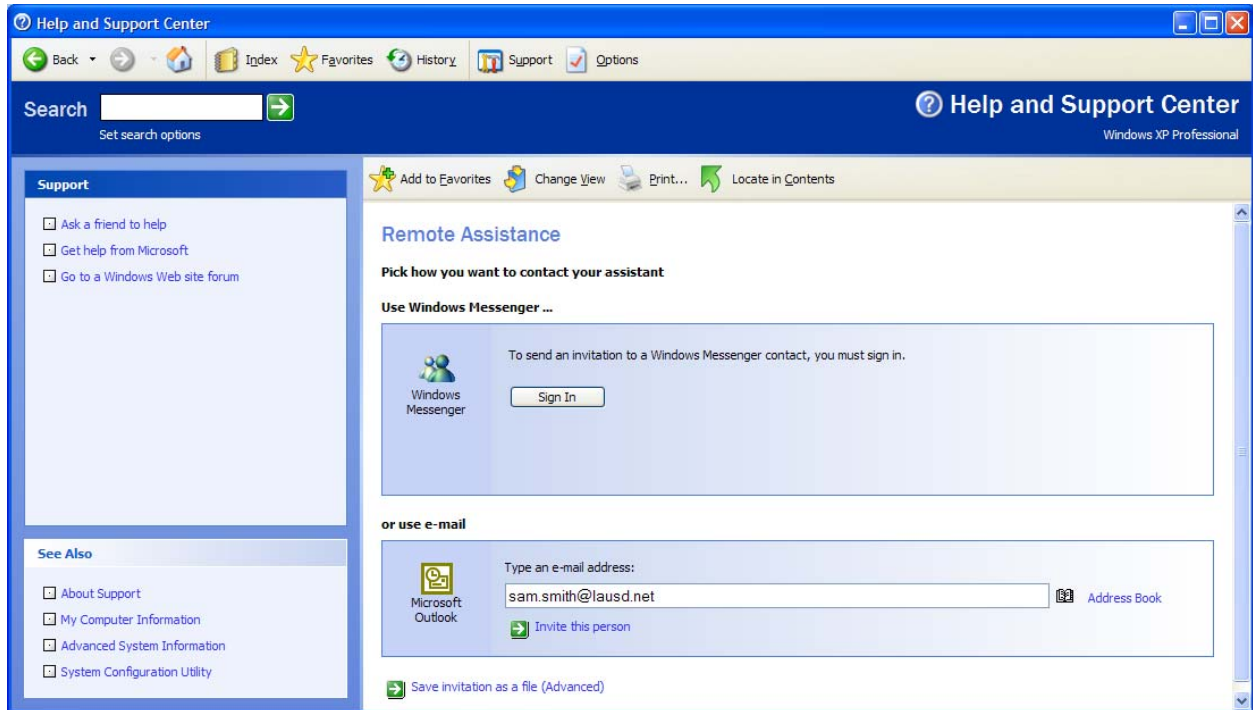 Help and Support Center
Back
Index
Favorites
History
Support
Options
Search
Set search options
Help and Support Center
Windows XP Professional
Support
Ask a friend to help
Get help from Microsoft
Go to a Windows Web site forum
See Also
About Support
My Computer Information
Advanced System Information
System Configuration Utility
Add to Favorites
Change View
Print...
Locate in Contents
Remote Assistance
Pick how you want to contact your assistant
Use Windows Messenger ...
Windows
Messenger
To send an invitation to a Windows Messenger contact, you must sign in.
Sign In
or use e-mail
Microsoft
Outlook
Type an e-mail address:
sam.smith@lausd.net
Address Book
Invite this person
Save invitation as a file (Advanced)